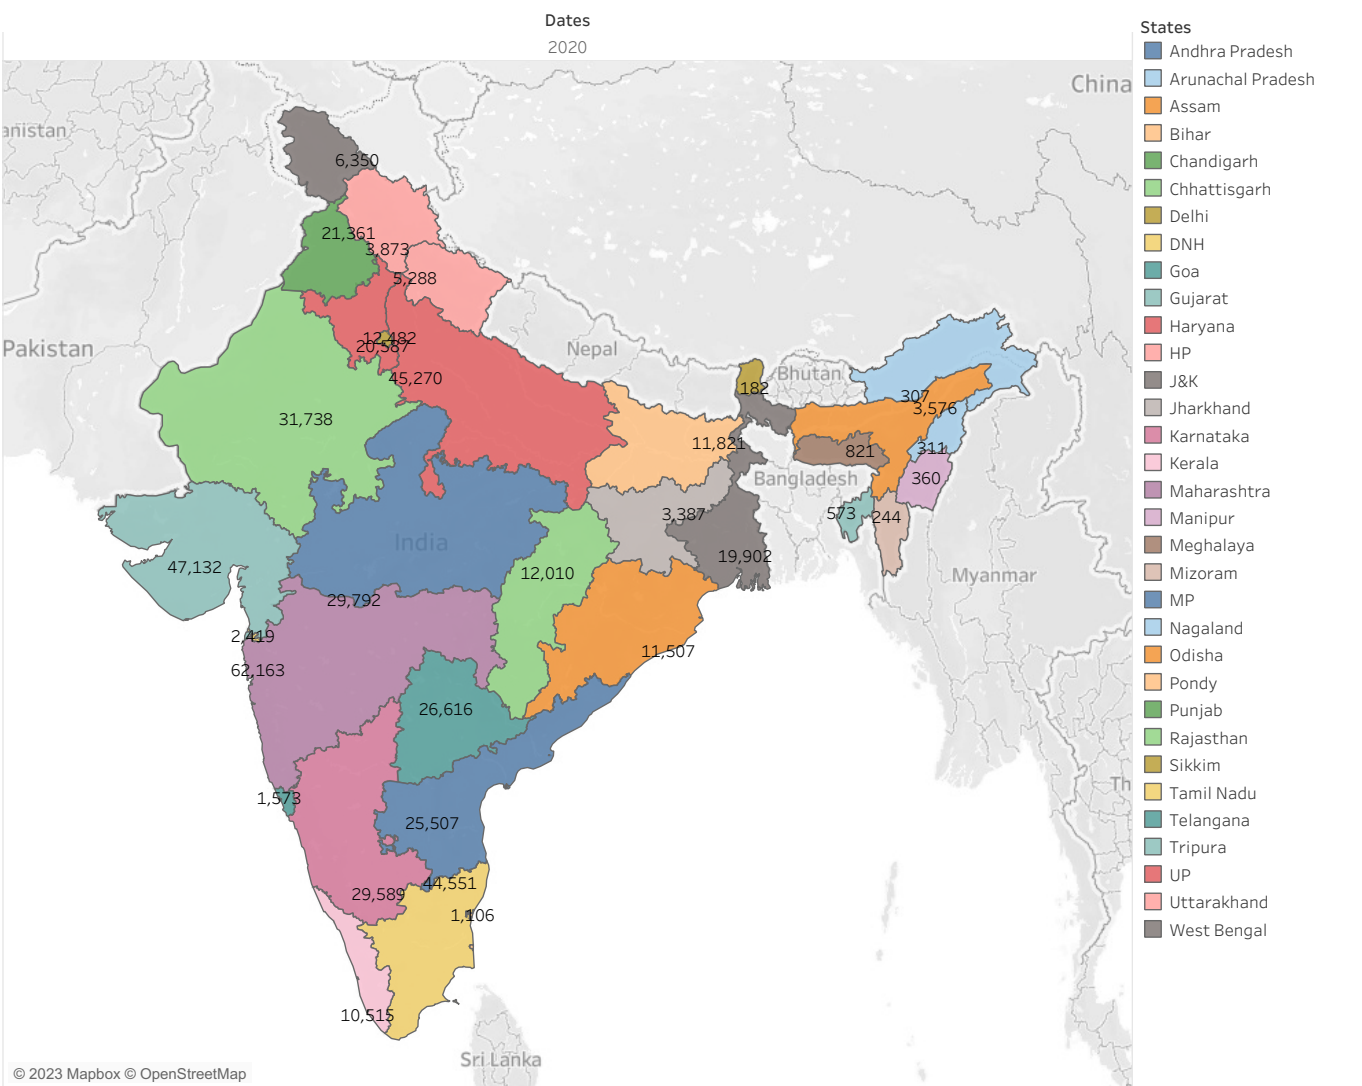 Dates
2020
China
anistan
6,350
21,361
3,873
5,288
12,482
20,587
Pakistan
Nepal
45,270
Bhutan
182
307
3,576
31,738
11,821
311
821
360
Bangladesh
573
244
3,387
India
19,902
47,132
12,010
Myanmar
29,792
2,419
11,507
62,163
26,616
Th
1,573
25,507
44,551
29,589
1,106
10,515
Sri Lanka
© 2023 Mapbox © OpenStreetMap
States
Andhra Pradesh
Arunachal Pradesh
Assam
Bihar
Chandigarh
Chhattisgarh
Delhi
DNH
Goa
Gujarat
Haryana
HP
J&K
Jharkhand
Karnataka
Kerala
Maharashtra
Manipur
Meghalaya
Mizoram
MP
Nagaland
Odisha
Pondy
Punjab
Rajasthan
Sikkim
Tamil Nadu
Telangana
Tripura
UP
Uttarakhand
West Bengal